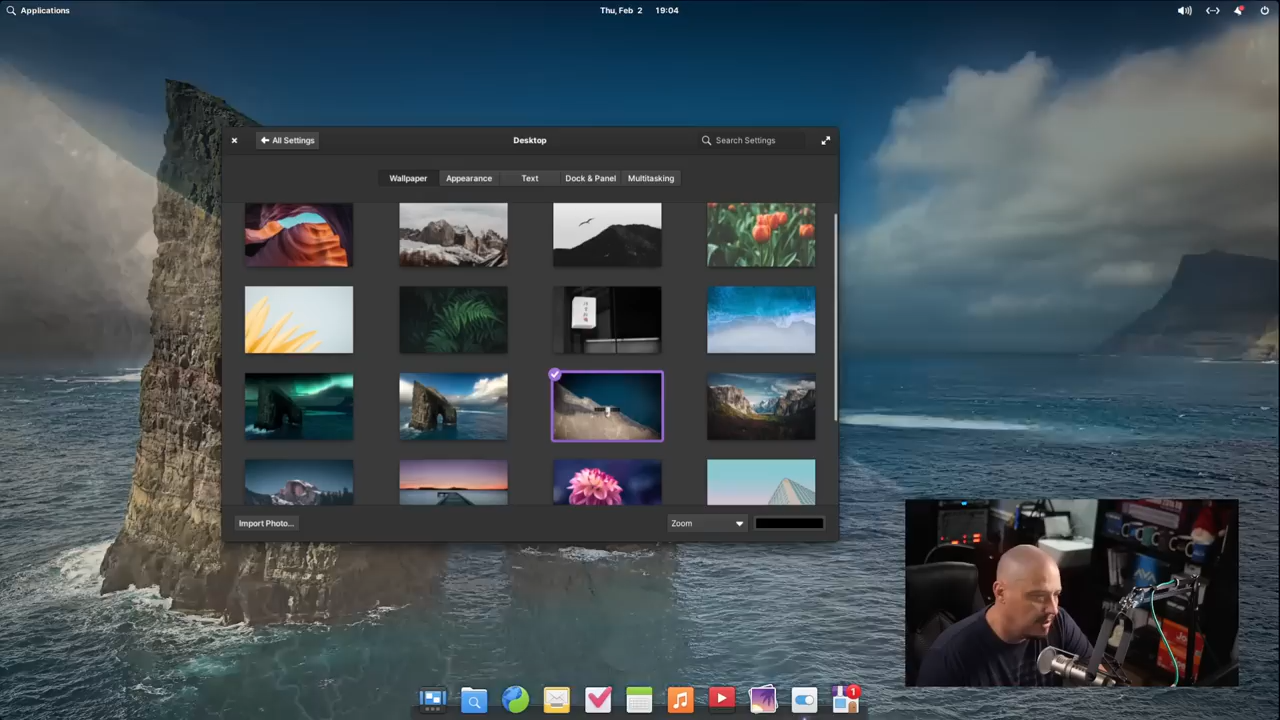 Applications
Thu, Feb 2 19:04
All Settings
Desktop
Search Settings
Wallpaper
Appearance
Text
Dock & Panel
Multitasking
Import Photo...
Zoom
1